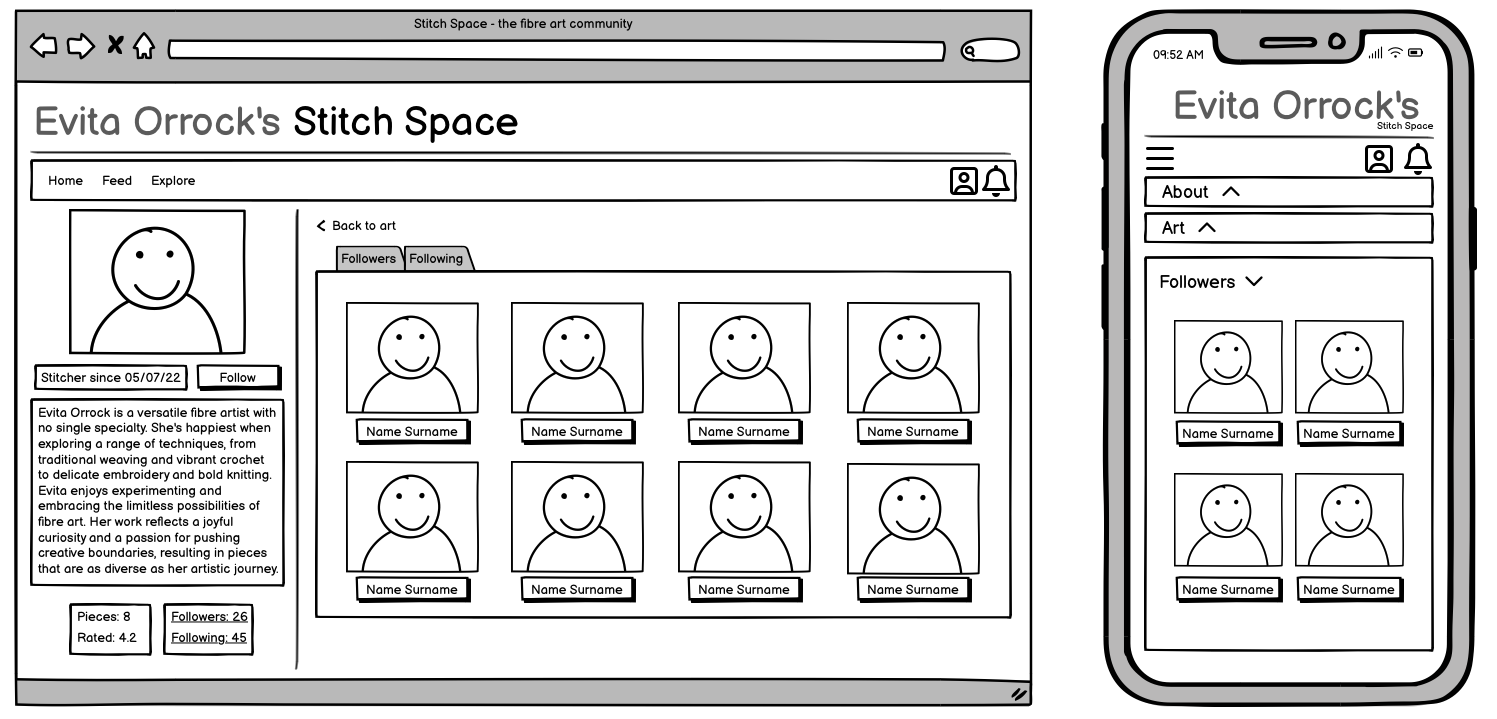 Stitch Space - the fibre art community
Evita Orrock's Stitch Space
Home Feed Explore
Stitcher since 05/07/22 Follow
Evita Orrock is a versatile fibre artist with
no single specialty. She's happiest when
exploring a range of techniques, from
traditional weaving and vibrant crochet
to delicate embroidery and bold knitting.
Evita enjoys experimenting and
embracing the limitless possibilities of
fibre art. Her work reflects a joyful
curiosity and a passion for pushing
creative boundaries, resulting in pieces
that are as diverse as her artistic journey.
Pieces: 8
Rated: 4.2
Followers: 26
Following: 45
Back to art
Followers Following
Name Surname Name Surname Name Surname Name Surname
Name Surname Name Surname Name Surname Name Surname
09:52 AM
Evita Orrock's
Stitch Space
About
Art
Followers
Name Surname Name Surname
Name Surname Name Surname